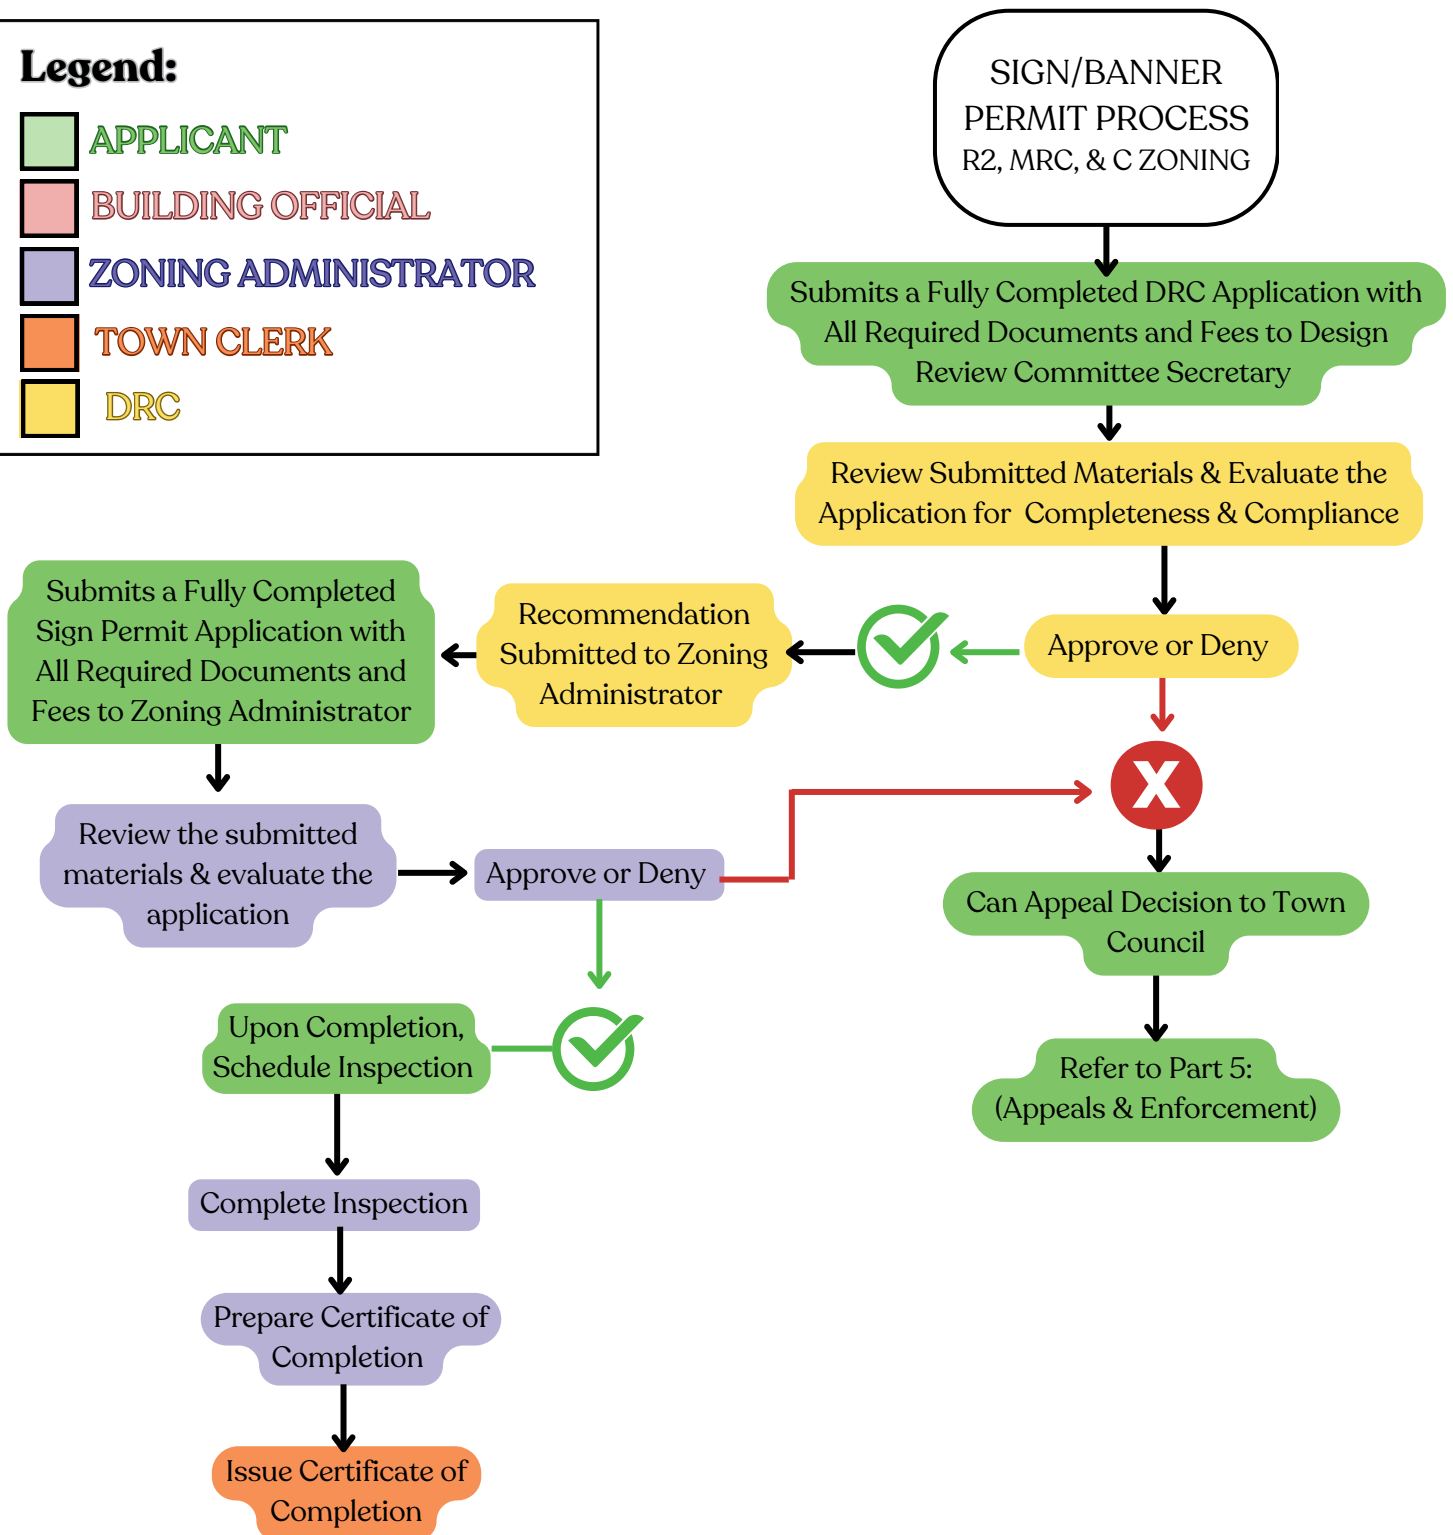 Legend:
APPLICANT
BUILDING OFFICIAL
ZONING ADMINISTRATOR
TOWN CLERK
DRC
SIGN/BANNER
PERMIT PROCESS
R2, MRC, & C ZONING
Submits a Fully Completed DRC Application with
All Required Documents and Fees to Design
Review Committee Secretary
Review Submitted Materials & Evaluate the
Application for Completeness & Compliance
Approve or Deny
Recommendation
Submitted to Zoning
Administrator
Submits a Fully Completed
Sign Permit Application with
All Required Documents and
Fees to Zoning Administrator
Review the submitted
materials & evaluate the
application
Approve or Deny
X
Can Appeal Decision to Town
Council
Refer to Part 5:
(Appeals & Enforcement)
Upon Completion,
Schedule Inspection
Complete Inspection
Prepare Certificate of
Completion
Issue Certificate of
Completion